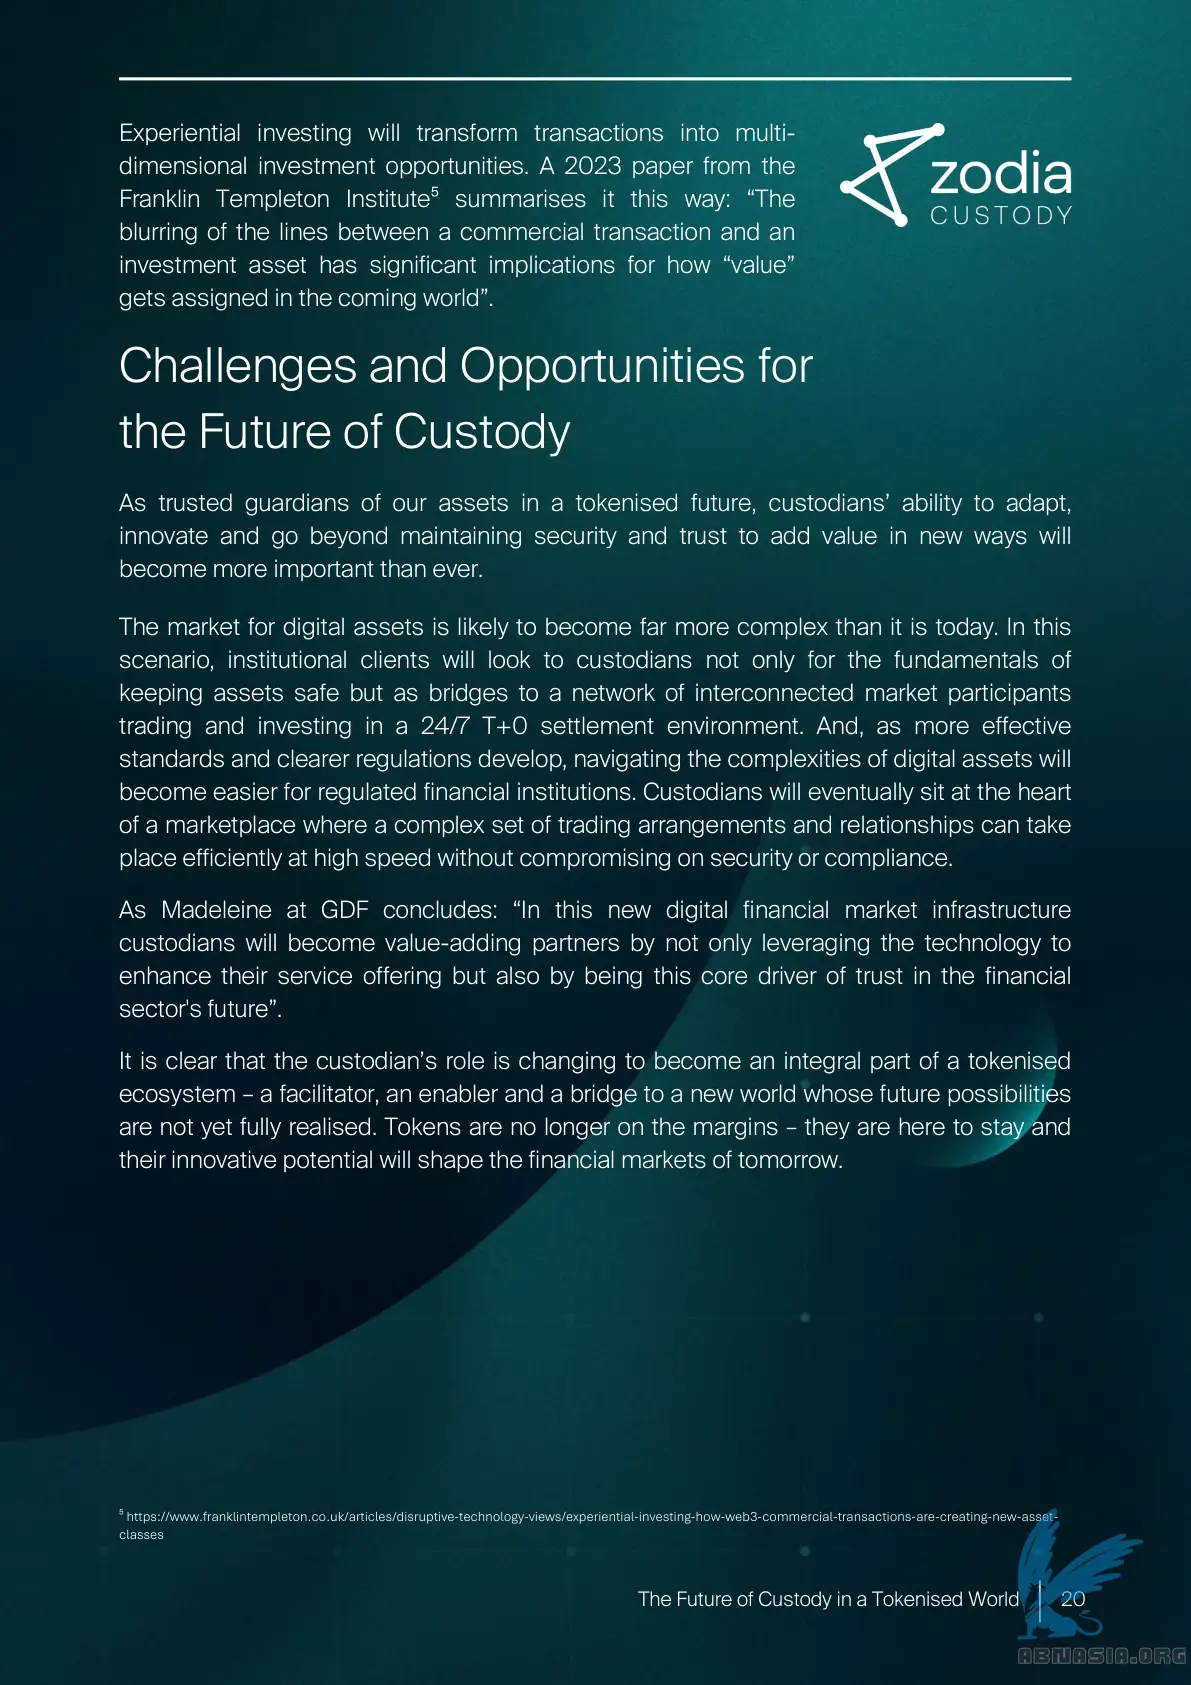 Experiential investing will transform transactions into multi-
dimensional investment opportunities. A 2023 paper from the
Franklin Templeton Institute⁵ summarises it this way: “The
blurring of the lines between a commercial transaction and an
investment asset has significant implications for how “value”
gets assigned in the coming world”.
zodia
CUSTODY
Challenges and Opportunities for
the Future of Custody
As trusted guardians of our assets in a tokenised future, custodians’ ability to adapt,
innovate and go beyond maintaining security and trust to add value in new ways will
become more important than ever.
The market for digital assets is likely to become far more complex than it is today. In this
scenario, institutional clients will look to custodians not only for the fundamentals of
keeping assets safe but as bridges to a network of interconnected market participants
trading and investing in a 24/7 T+0 settlement environment. And, as more effective
standards and clearer regulations develop, navigating the complexities of digital assets will
become easier for regulated financial institutions. Custodians will eventually sit at the heart
of a marketplace where a complex set of trading arrangements and relationships can take
place efficiently at high speed without compromising on security or compliance.
As Madeleine at GDF concludes: “In this new digital financial market infrastructure
custodians will become value-adding partners by not only leveraging the technology to
enhance their service offering but also by being this core driver of trust in the financial
sector's future”.
It is clear that the custodian’s role is changing to become an integral part of a tokenised
ecosystem – a facilitator, an enabler and a bridge to a new world whose future possibilities
are not yet fully realised. Tokens are no longer on the margins – they are here to stay and
their innovative potential will shape the financial markets of tomorrow.
⁵ https://www.franklintempleton.co.uk/articles/disruptive-technology-views/experiential-investing-how-web3-commercial-transactions-are-creating-new-asset-
classes
The Future of Custody in a Tokenised World | 20
ABNASIA.ORG